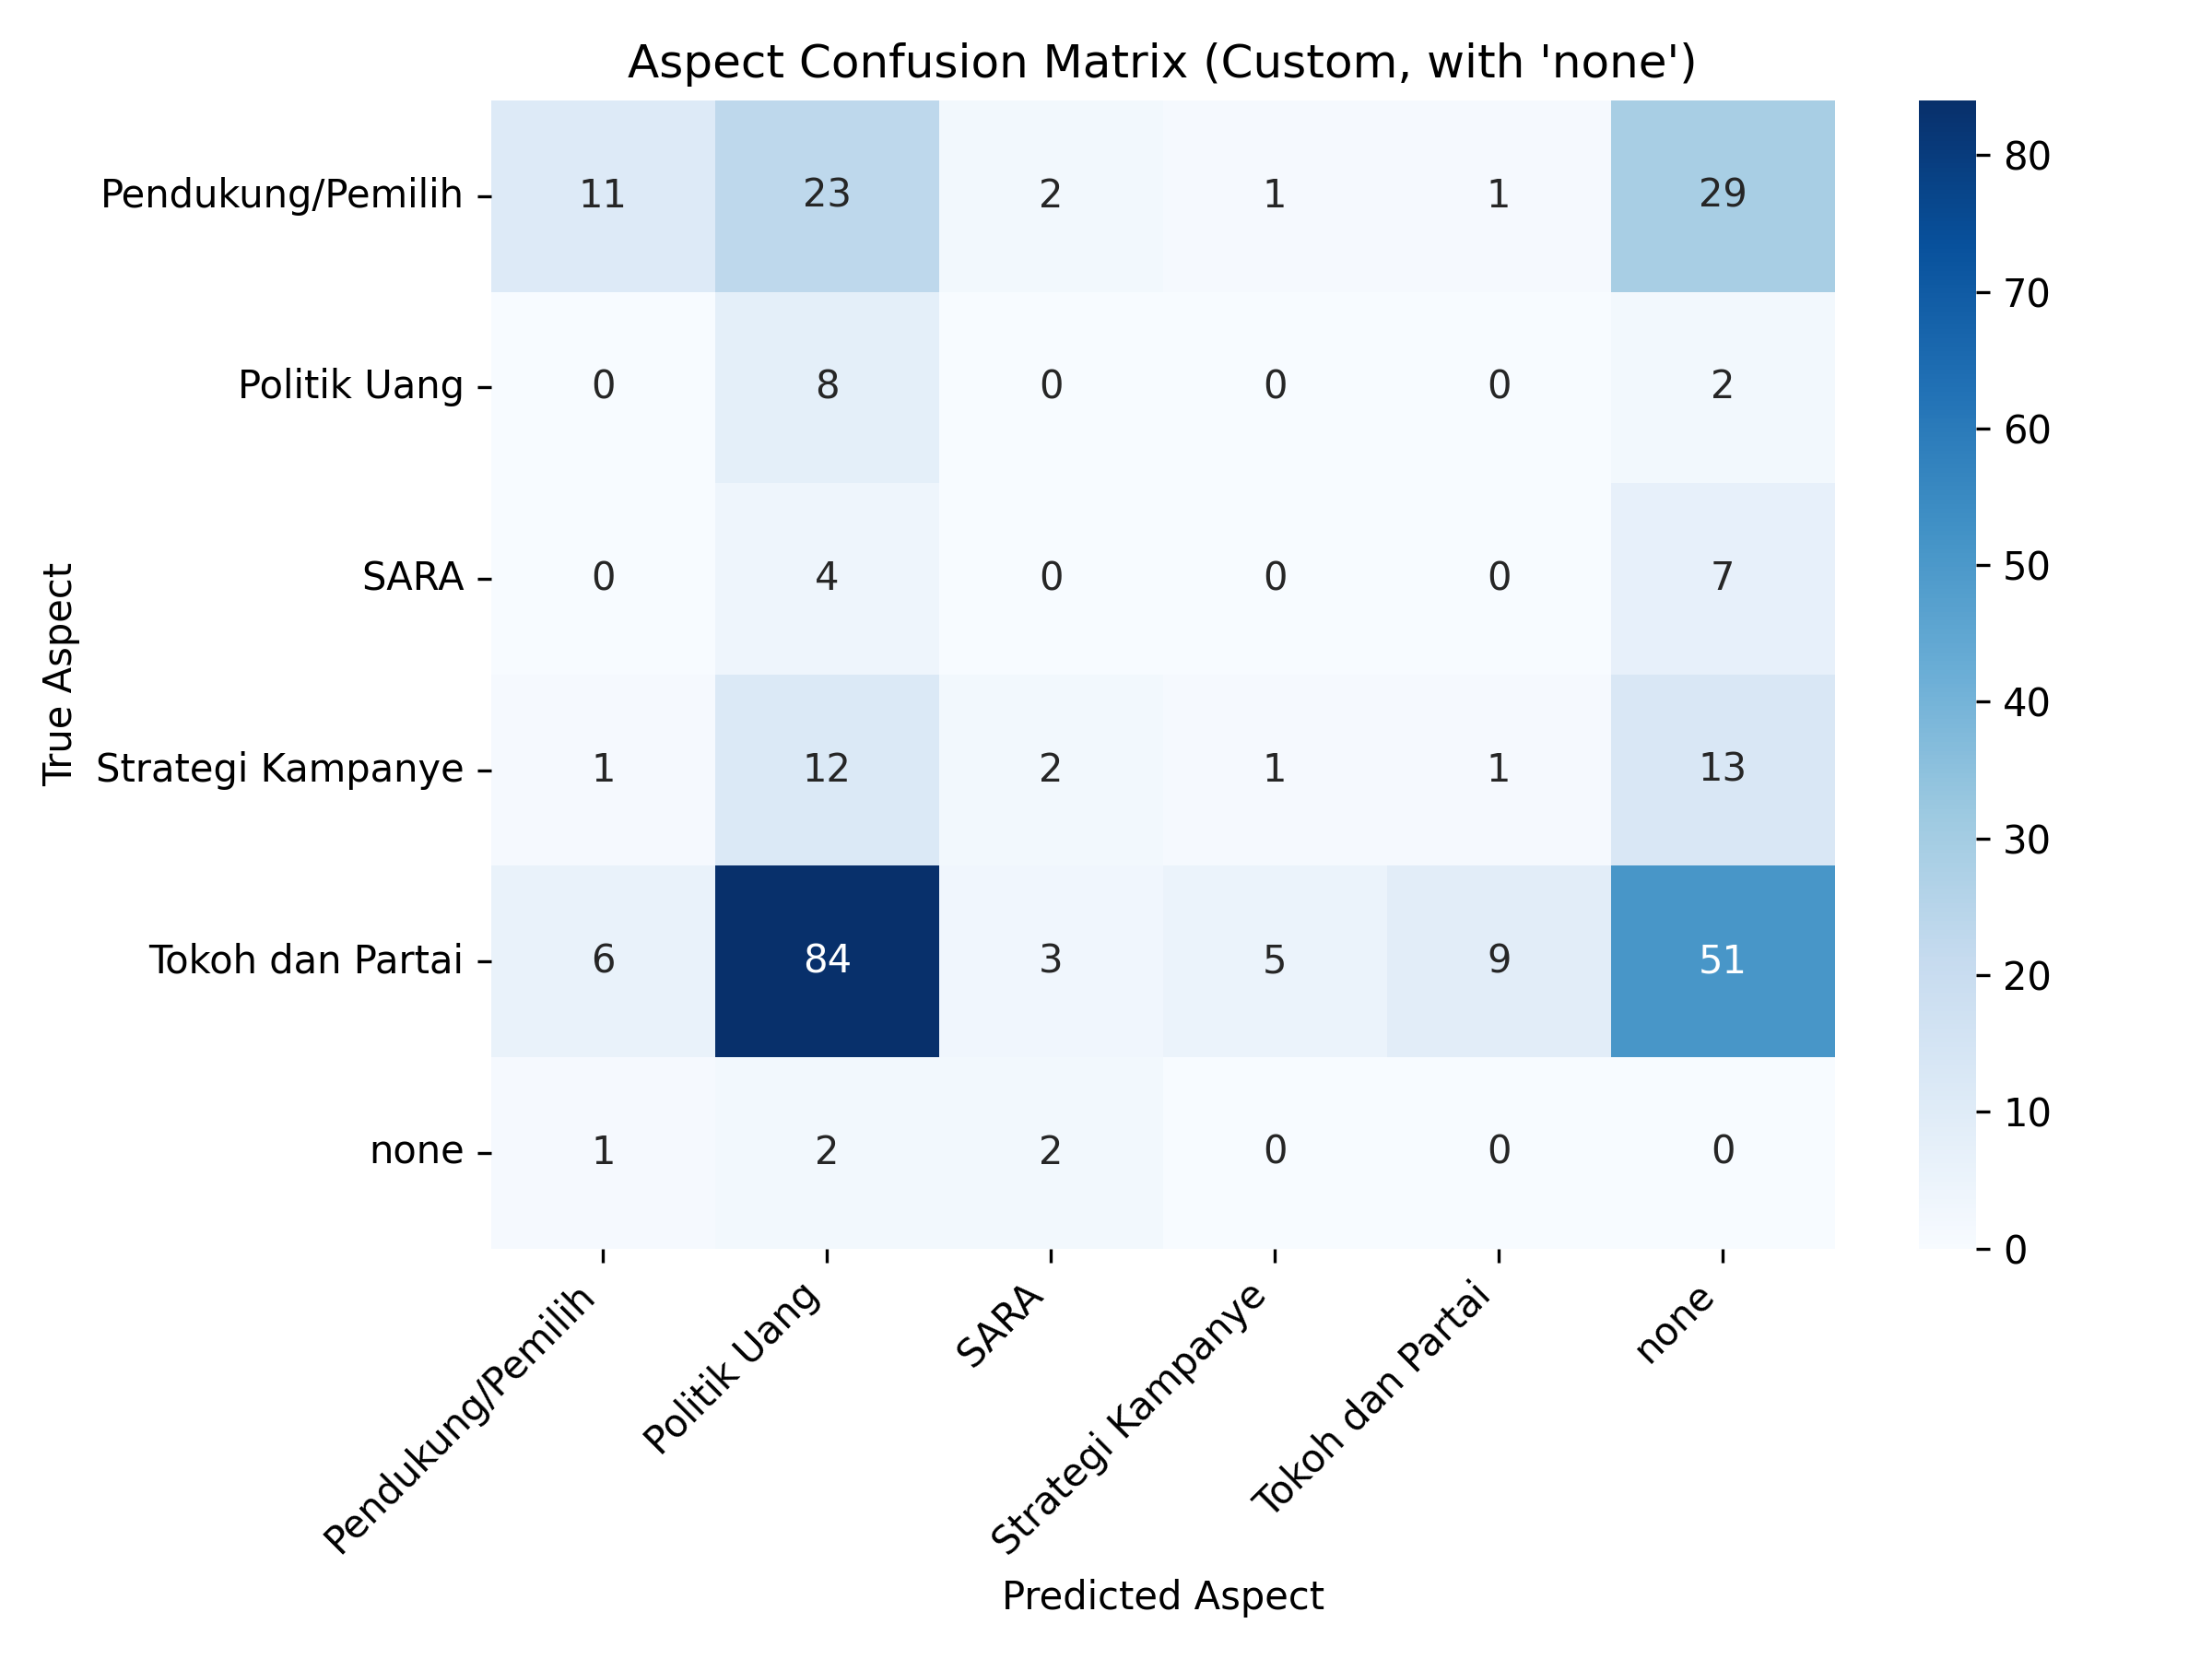 Aspect Confusion Matrix (Custom, with 'none')
True Aspect
Pendukung/Pemilih 11 23 2 1 1 29
Politik Uang 0 8 0 0 0 2
SARA 0 4 0 0 0 7
Strategi Kampanye 1 12 2 1 1 13
Tokoh dan Partai 6 84 3 5 9 51
none 1 2 2 0 0 0
Pendukung/Pemilih Politik Uang SARA Strategi Kampanye Tokoh dan Partai none
Predicted Aspect
80
70
60
50
40
30
20
10
0